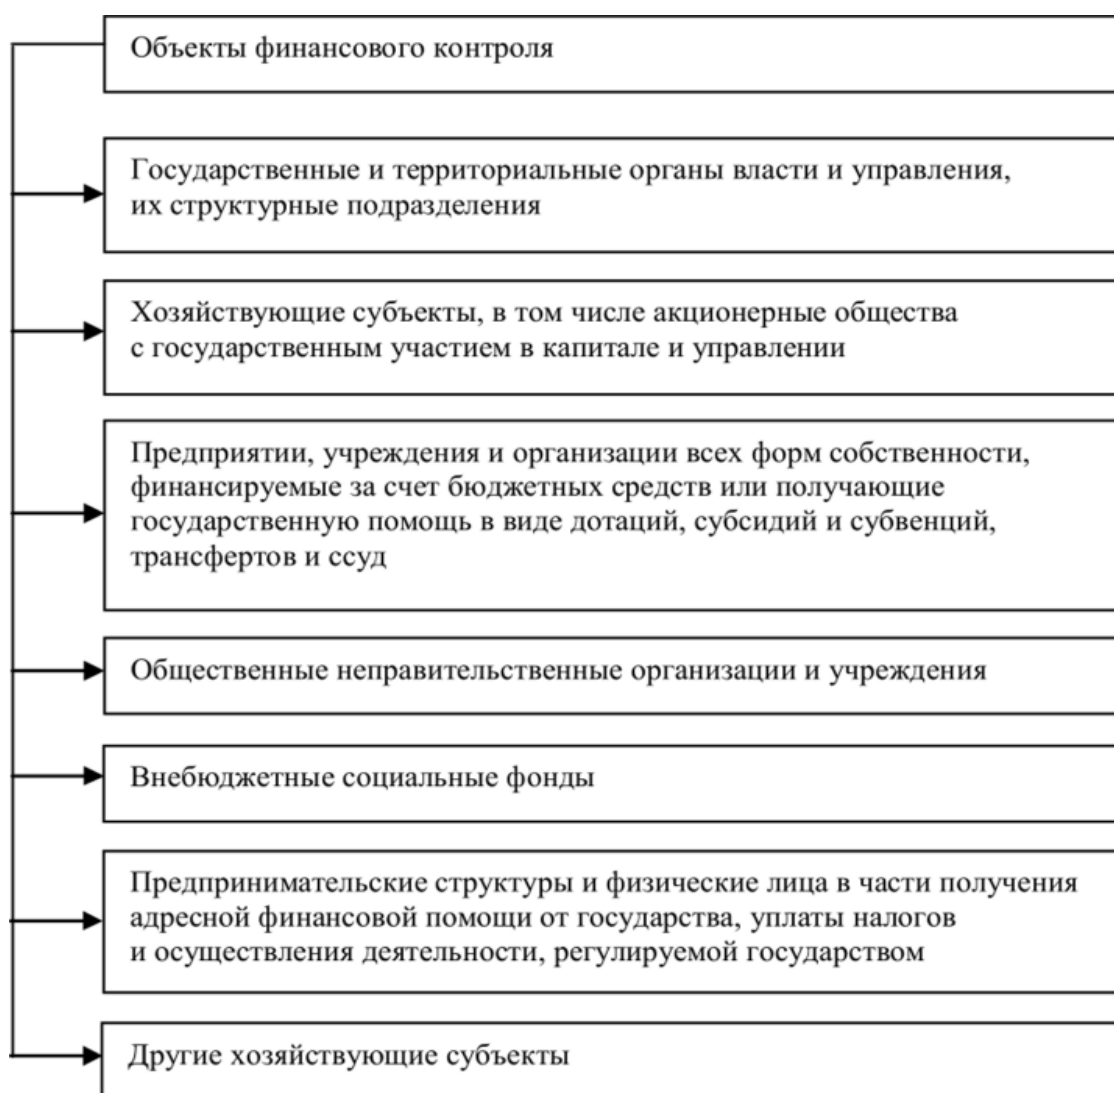 Объекты финансового контроля
Государственные и территориальные органы власти и управления,
их структурные подразделения
Хозяйствующие субъекты, в том числе акционерные общества
с государственным участием в капитале и управлении
Предприятии, учреждения и организации всех форм собственности,
финансируемые за счет бюджетных средств или получающие
государственную помощь в виде дотаций, субсидий и субвенций,
трансфертов и ссуд
Общественные неправительственные организации и учреждения
Внебюджетные социальные фонды
Предпринимательские структуры и физические лица в части получения
адресной финансовой помощи от государства, уплаты налогов
и осуществления деятельности, регулируемой государством
Другие хозяйствующие субъекты